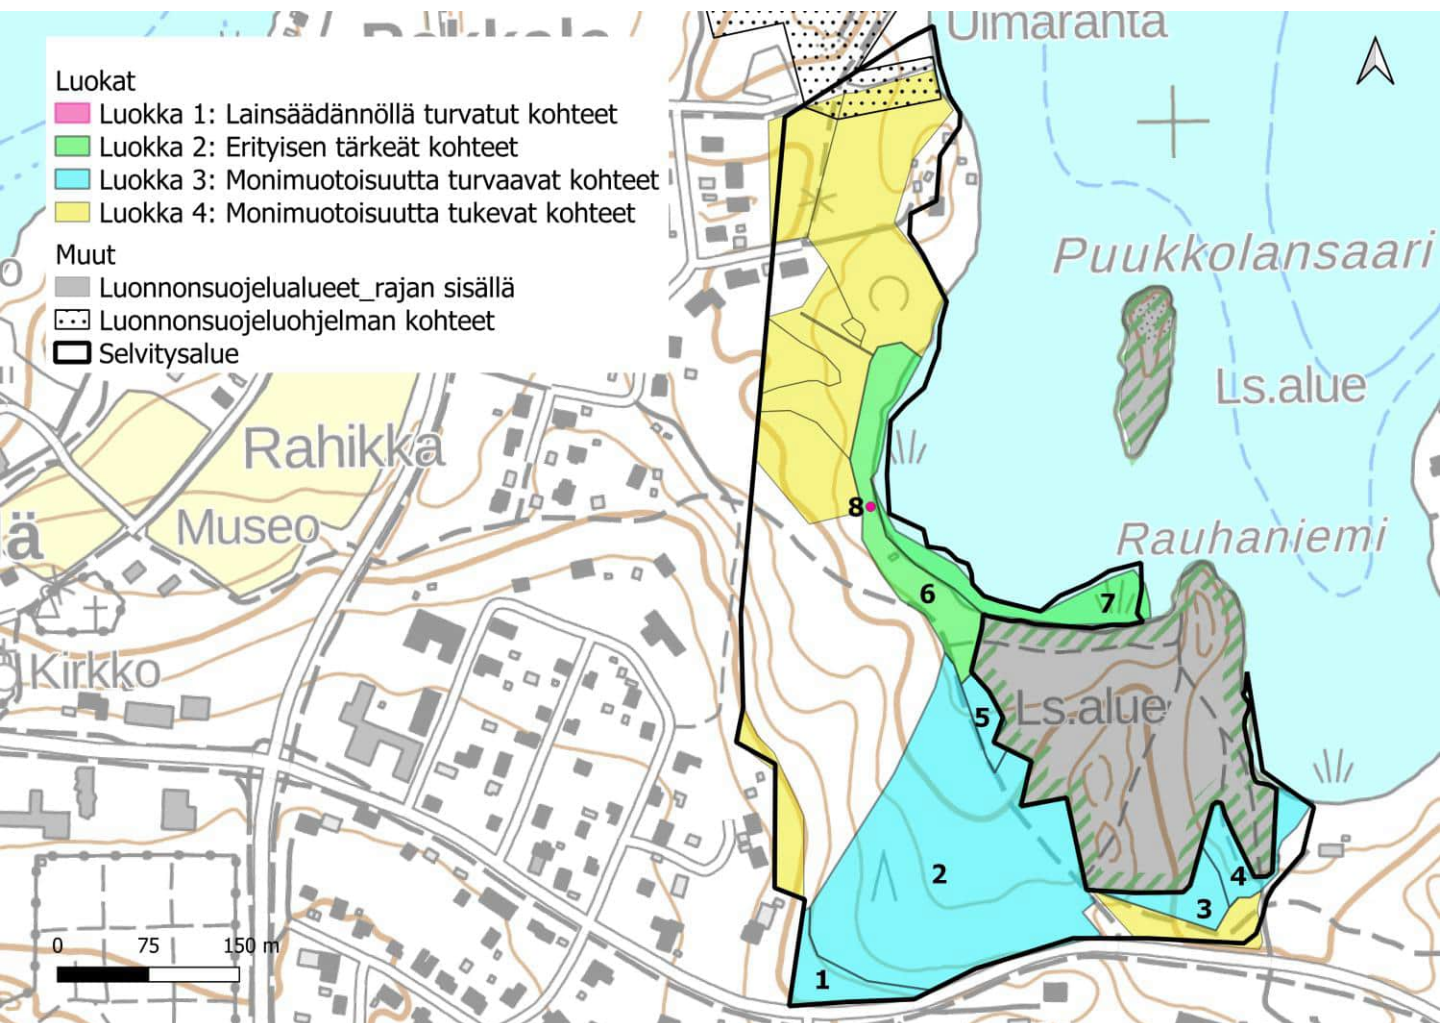 Uimaranta
Luokat
Luokka 1: Lainsäädännöllä turvatut kohteet
Luokka 2: Erityisen tärkeät kohteet
Luokka 3: Monimuotoisuutta turvaavat kohteet
Luokka 4: Monimuotoisuutta tukevat kohteet
Muut
Luonnonsuojelualueet_rajan sisällä
Luonnonsuojeluohjelman kohteet
Selvitysalue
Puukkolansaari
Ls.alue
Rahikka
Museo
8
Rauhaniemi
6
7
Kirkko
5
Ls.alue
2
4
3
1
0 75 150 m